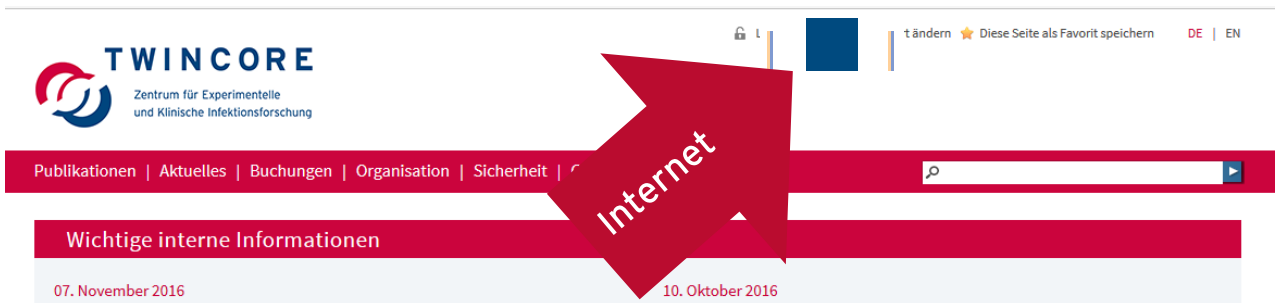 t ändern Diese Seite als Favorit speichern DE | EN
TWINCORE
Zentrum für Experimentelle
und Klinische Infektionsforschung
Internet
Publikationen | Aktuelles | Buchungen | Organisation | Sicherheit |
Wichtige interne Informationen
07. November 2016 10. Oktober 2016